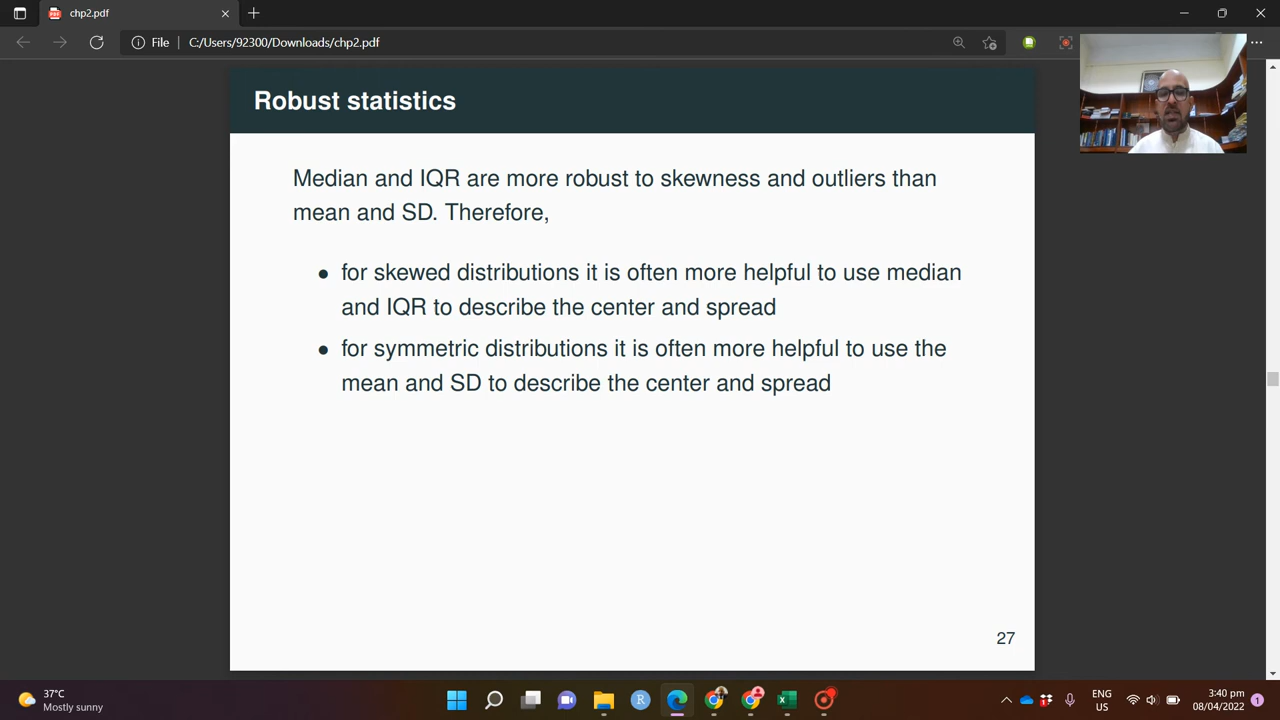 chp2.pdf
File
C:/Users/92300/Downloads/chp2.pdf
Robust statistics
Median and IQR are more robust to skewness and outliers than
mean and SD. Therefore,
• for skewed distributions it is often more helpful to use median
and IQR to describe the center and spread
• for symmetric distributions it is often more helpful to use the
mean and SD to describe the center and spread
27
37°C
Mostly sunny
ENG
US
3:40 pm
08/04/2022
1